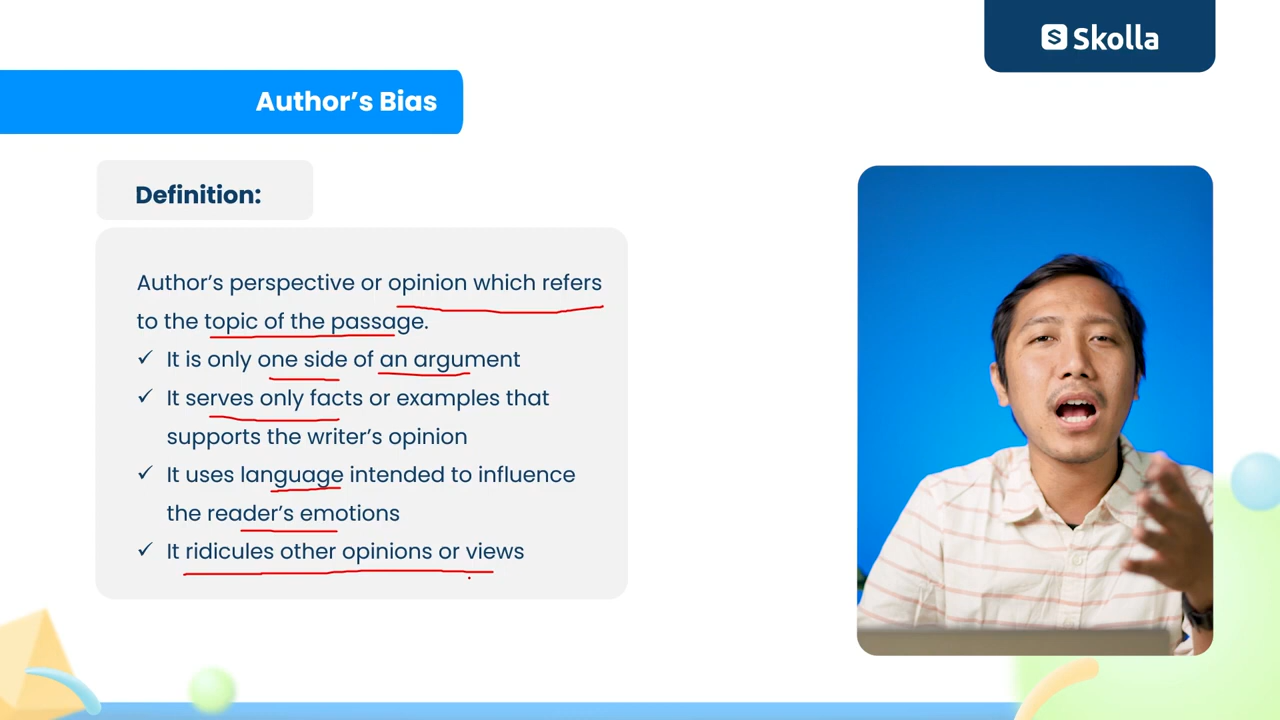 Skolla
Author's Bias
Definition:
Author's perspective or opinion which refers
to the topic of the passage.
✓ It is only one side of an argument
✓ It serves only facts or examples that
supports the writer's opinion
✓ It uses language intended to influence
the reader's emotions
✓ It ridicules other opinions or views